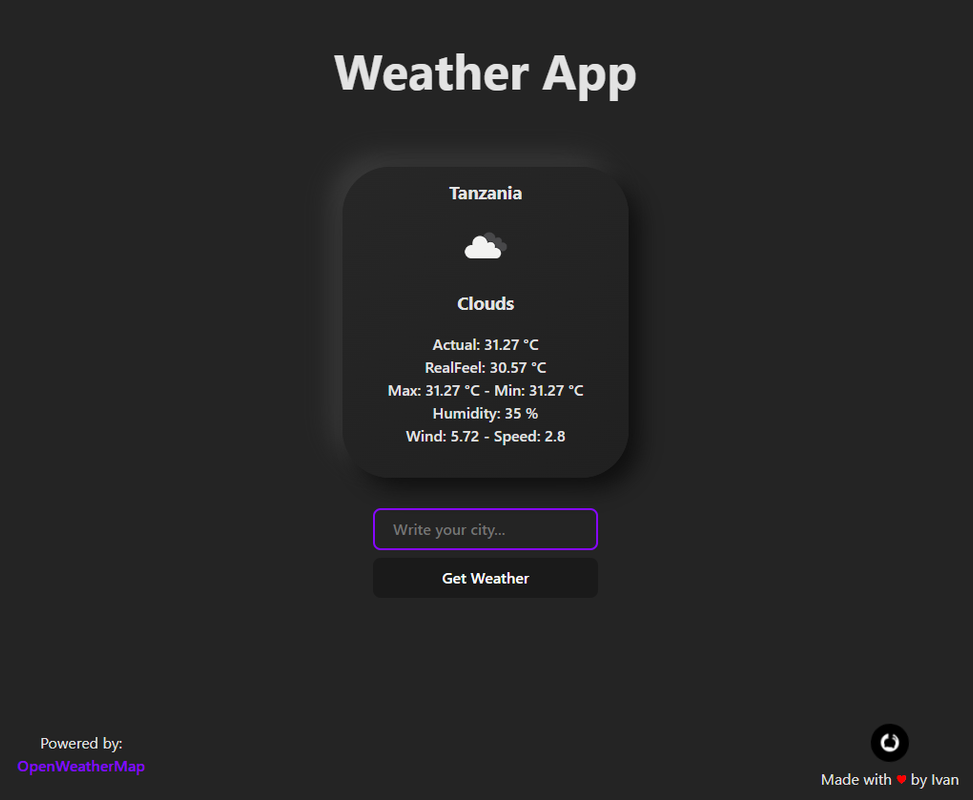 Weather App
Tanzania
Clouds
Actual: 31.27 °C
RealFeel: 30.57 °C
Max: 31.27 °C - Min: 31.27 °C
Humidity: 35 %
Wind: 5.72 - Speed: 2.8
Write your city...
Get Weather
Powered by:
OpenWeatherMap
Made with ♥ by Ivan